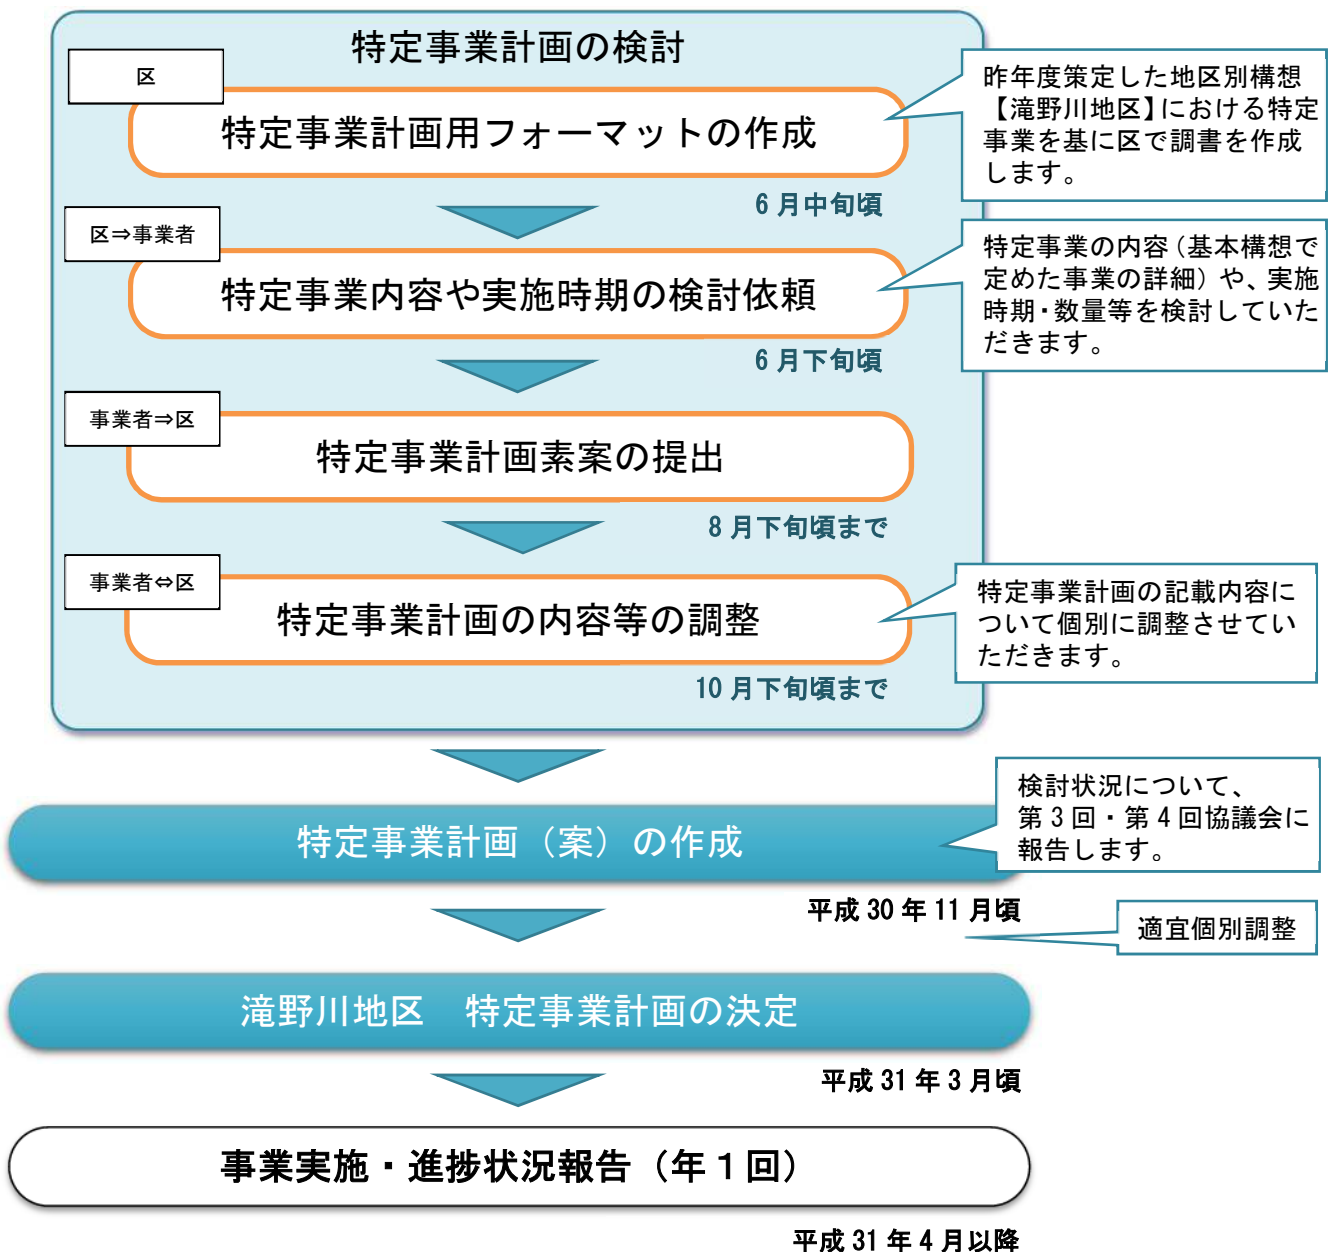 特定事業計画の検討
区
特定事業計画用フォーマットの作成
昨年度策定した地区別構想
【滝野川地区】における特定
事業を基に区で調書を作成
します。
6月中旬頃
区⇒事業者
特定事業内容や実施時期の検討依頼
特定事業の内容(基本構想で
定めた事業の詳細)や、実施
時期・数量等を検討していた
だきます。
6月下旬頃
事業者⇒区
特定事業計画素案の提出
8月下旬頃まで
事業者⇔区
特定事業計画の内容等の調整
特定事業計画の記載内容に
ついて個別に調整させてい
ただきます。
10月下旬頃まで
特定事業計画（案）の作成
検討状況について、
第3回・第4回協議会に
報告します。
平成30年11月頃
適宜個別調整
滝野川地区　特定事業計画の決定
平成31年3月頃
事業実施・進捗状況報告（年1回）
平成31年4月以降